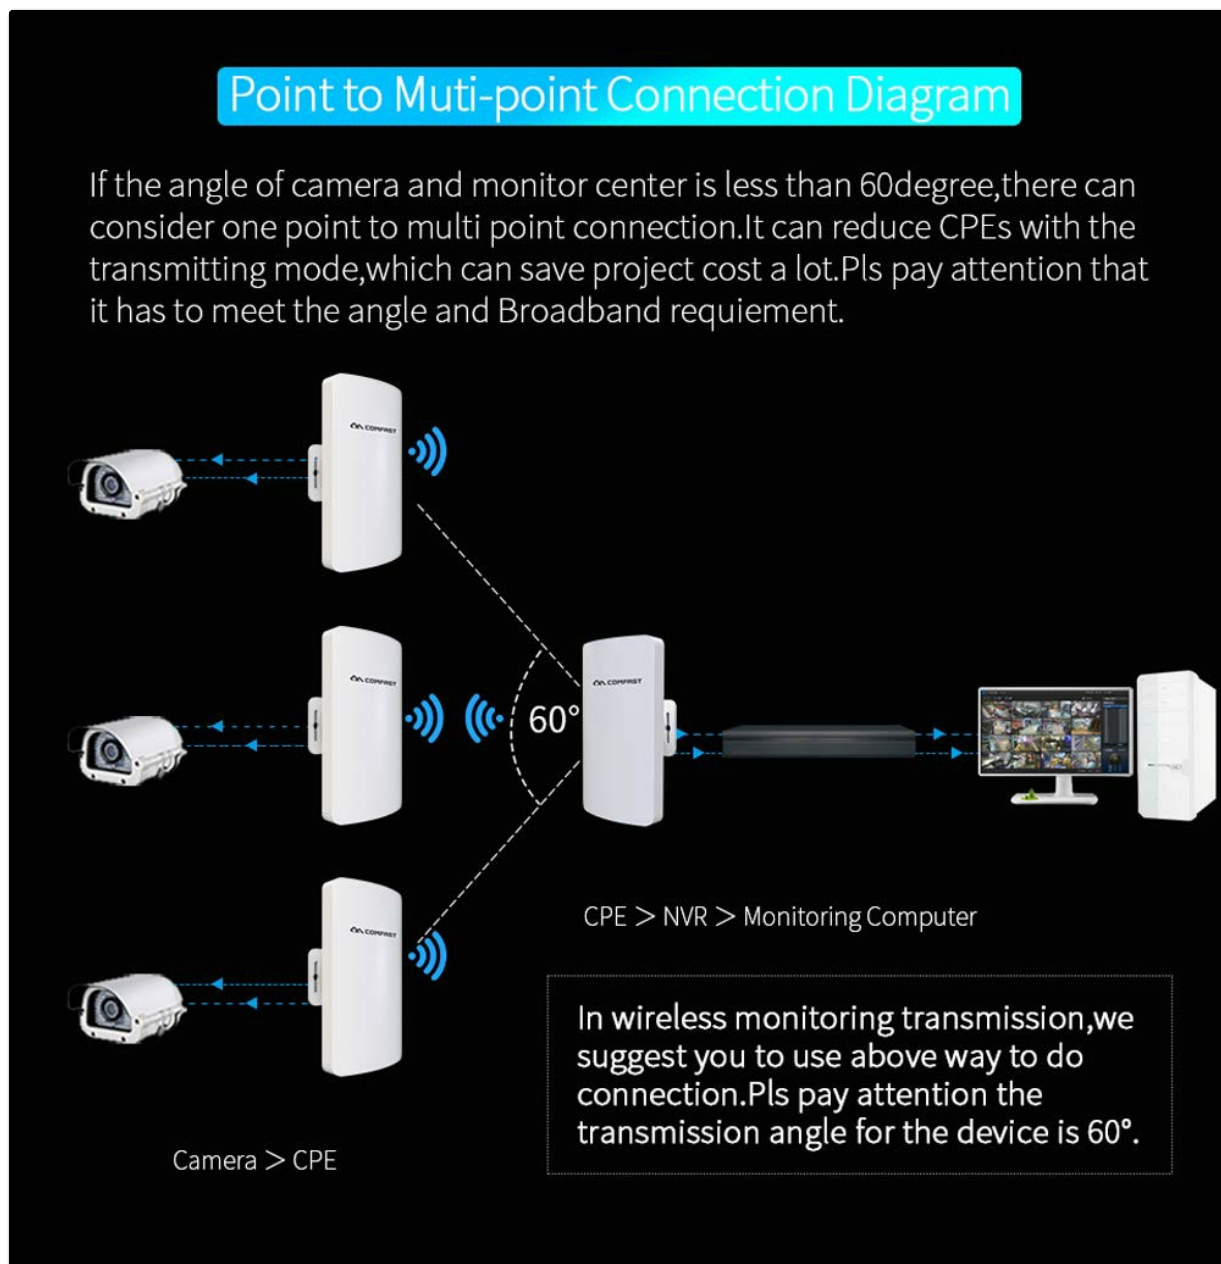 Point to Muti-point Connection Diagram
If the angle of camera and monitor center is less than 60degree,there can
consider one point to multi point connection.It can reduce CPEs with the
transmitting mode,which can save project cost a lot.Pls pay attention that
it has to meet the angle and Broadband requiement.
COMFAST
COMFAST
60°
COMFAST
COMFAST
CPE > NVR > Monitoring Computer
In wireless monitoring transmission,we
suggest you to use above way to do
connection.Pls pay attention the
transmission angle for the device is 60°.
Camera > CPE